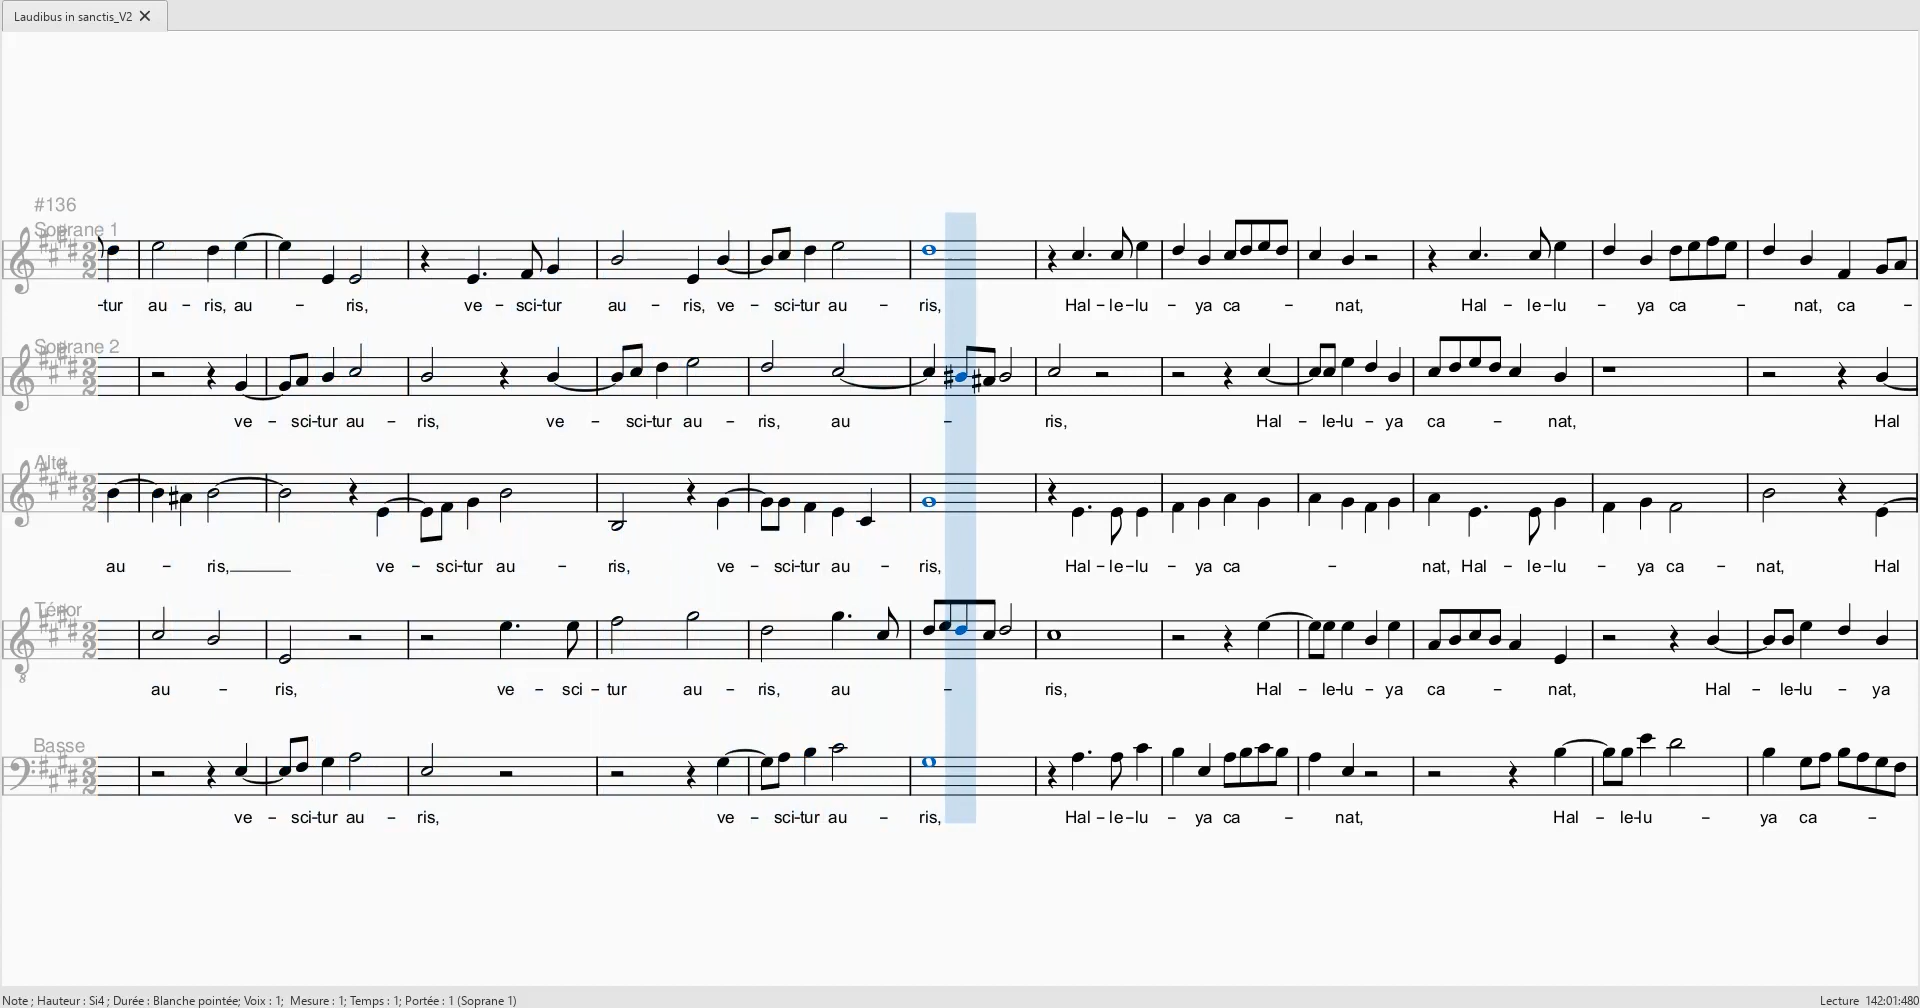 Laudibus in sanctis_V2
#136
Soprane 1
-tur au – ris, au – ris, ve – sci-tur au – ris, ve – sci-tur au – ris, Hal – le – lu – ya ca – nat, Hal – le – lu – ya ca – nat, ca –
Soprane 2
ve – sci-tur au – ris, ve – sci-tur au – ris, au – ris, Hal – le-lu – ya ca – nat, Hal
Alte
au – ris, ve – sci-tur au – ris, ve – sci-tur au – ris, Hal – le – lu – ya ca – nat, Hal – le – lu – ya ca – nat, Hal
Ténor
8
au – ris, ve – sci – tur au – ris, au – ris, Hal – le-lu – ya ca – nat, Hal – le-lu – ya
Basse
ve – sci-tur au – ris, ve – sci-tur au – ris, Hal – le – lu – ya ca – nat, Hal – le-lu – ya ca –
Note ; Hauteur : Si4 ; Durée : Blanche pointée; Voix : 1; Mesure : 1; Temps : 1; Portée : 1 (Soprane 1) Lecture 142:01:480